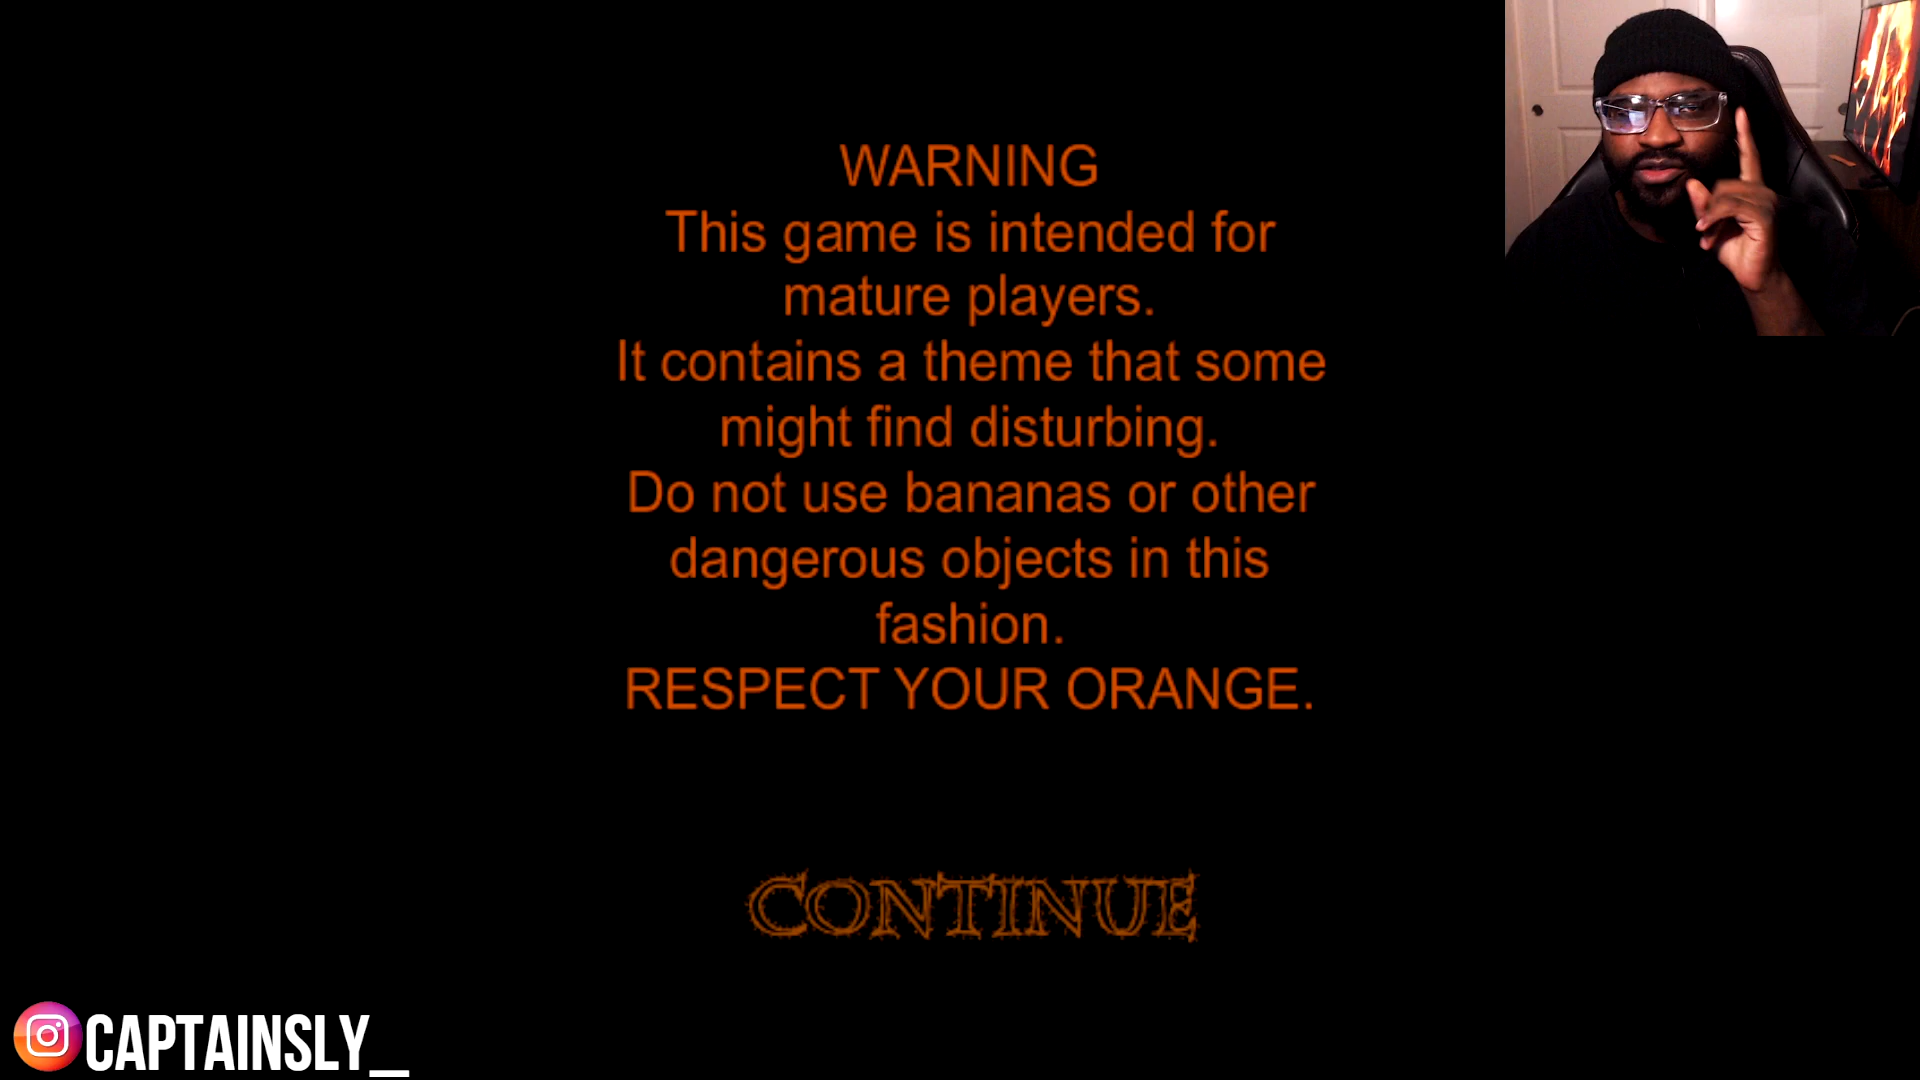 WARNING
This game is intended for
mature players.
It contains a theme that some
might find disturbing.
Do not use bananas or other
dangerous objects in this
fashion.
RESPECT YOUR ORANGE.
CONTINUE
CAPTAINSLY_